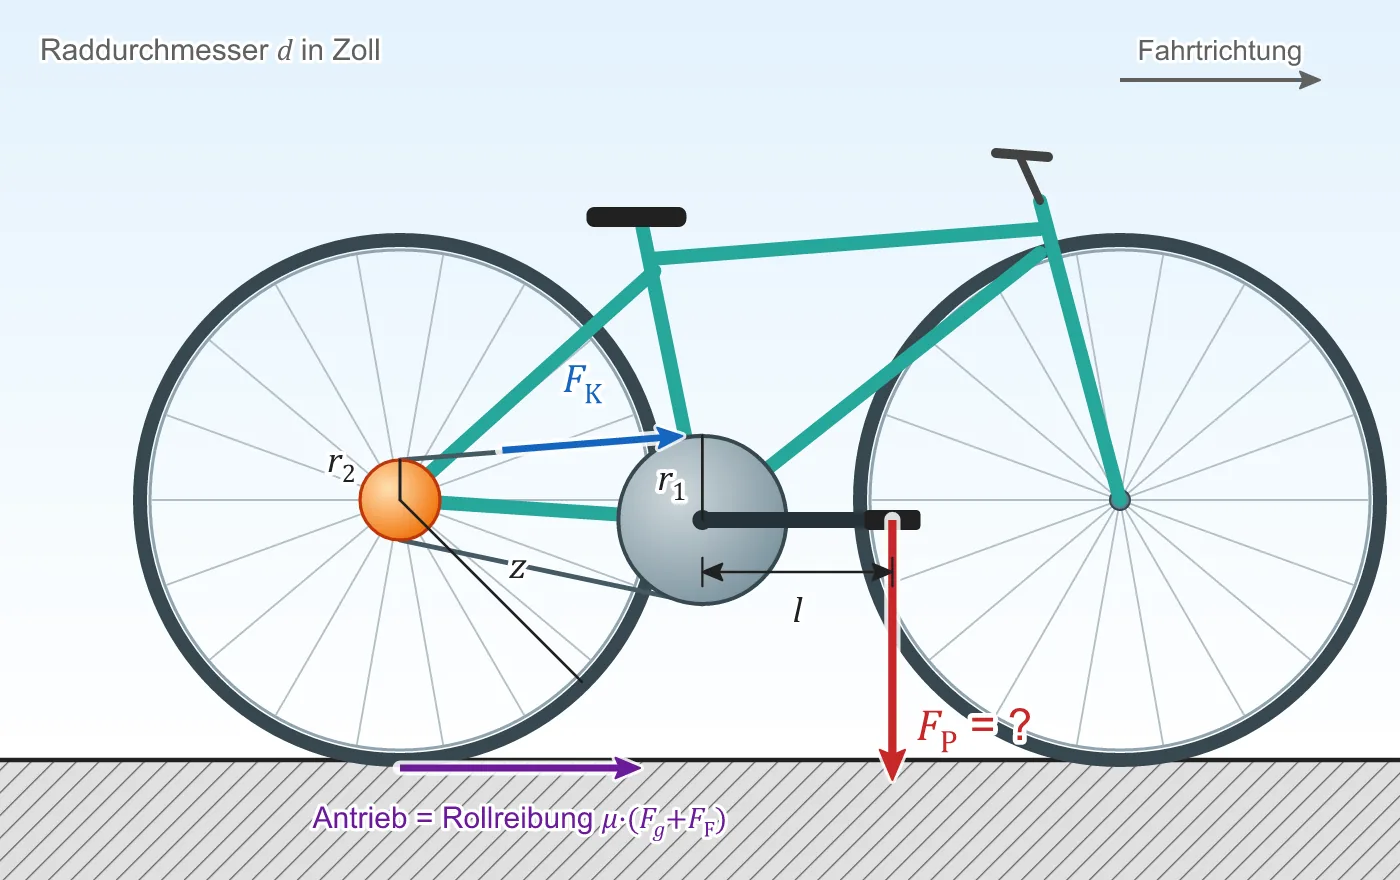 Raddurchmesser d in Zoll
Fahrtrichtung
F_K
r_2
r_1
z
l
F_P = ?
Antrieb = Rollreibung μ·(F_g+F_F)